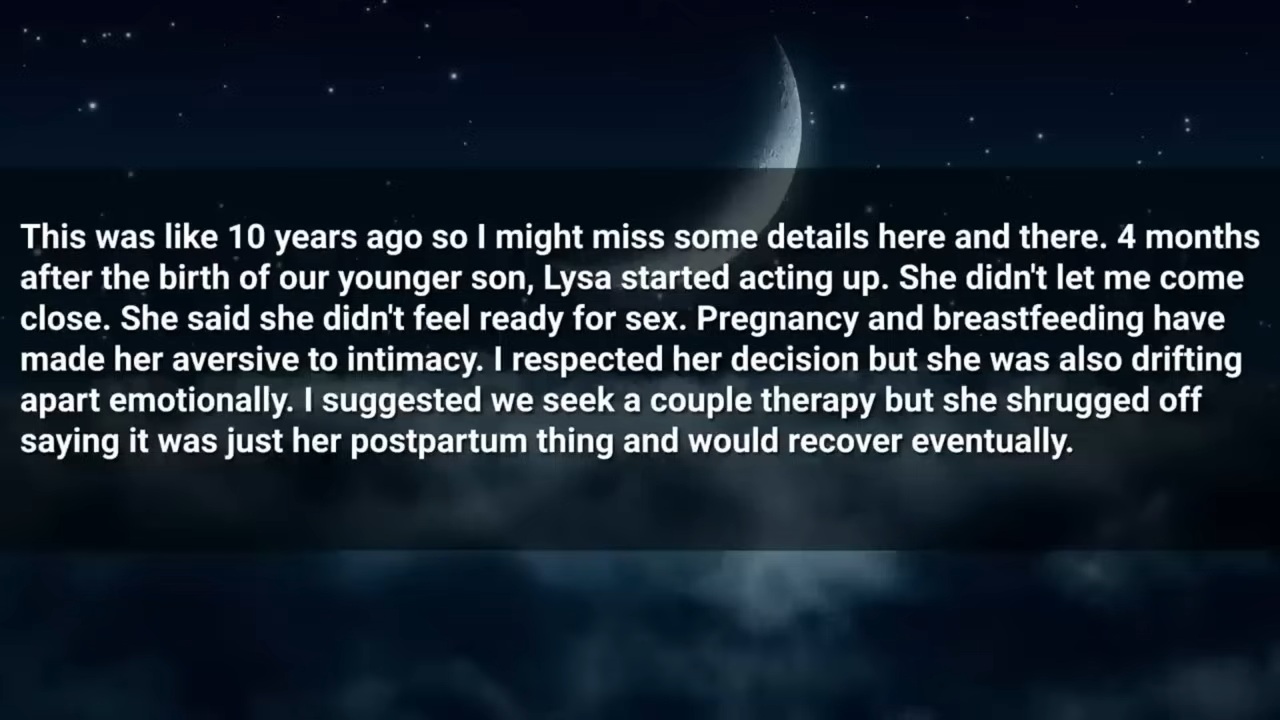 This was like 10 years ago so I might miss some details here and there. 4 months
after the birth of our younger son, Lysa started acting up. She didn't let me come
close. She said she didn't feel ready for sex. Pregnancy and breastfeeding have
made her aversive to intimacy. I respected her decision but she was also drifting
apart emotionally. I suggested we seek a couple therapy but she shrugged off
saying it was just her postpartum thing and would recover eventually.